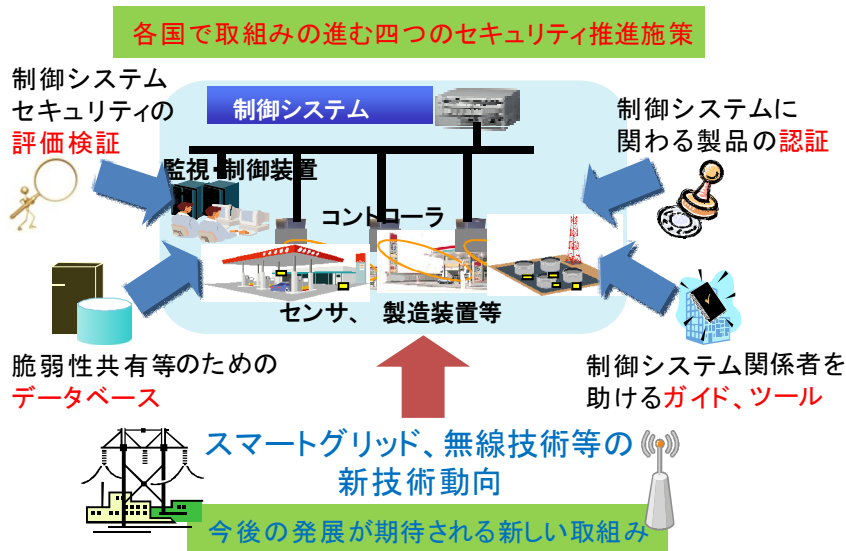 各国で取組みの進む四つのセキュリティ推進施策
制御システム
セキュリティの
評価検証
制御システム
制御システムに
関わる製品の認証
監視・制御装置
コントローラ
センサ、 製造装置等
脆弱性共有等のための
データベース
制御システム関係者を
助けるガイド、ツール
スマートグリッド、無線技術等の
新技術動向
今後の発展が期待される新しい取組み